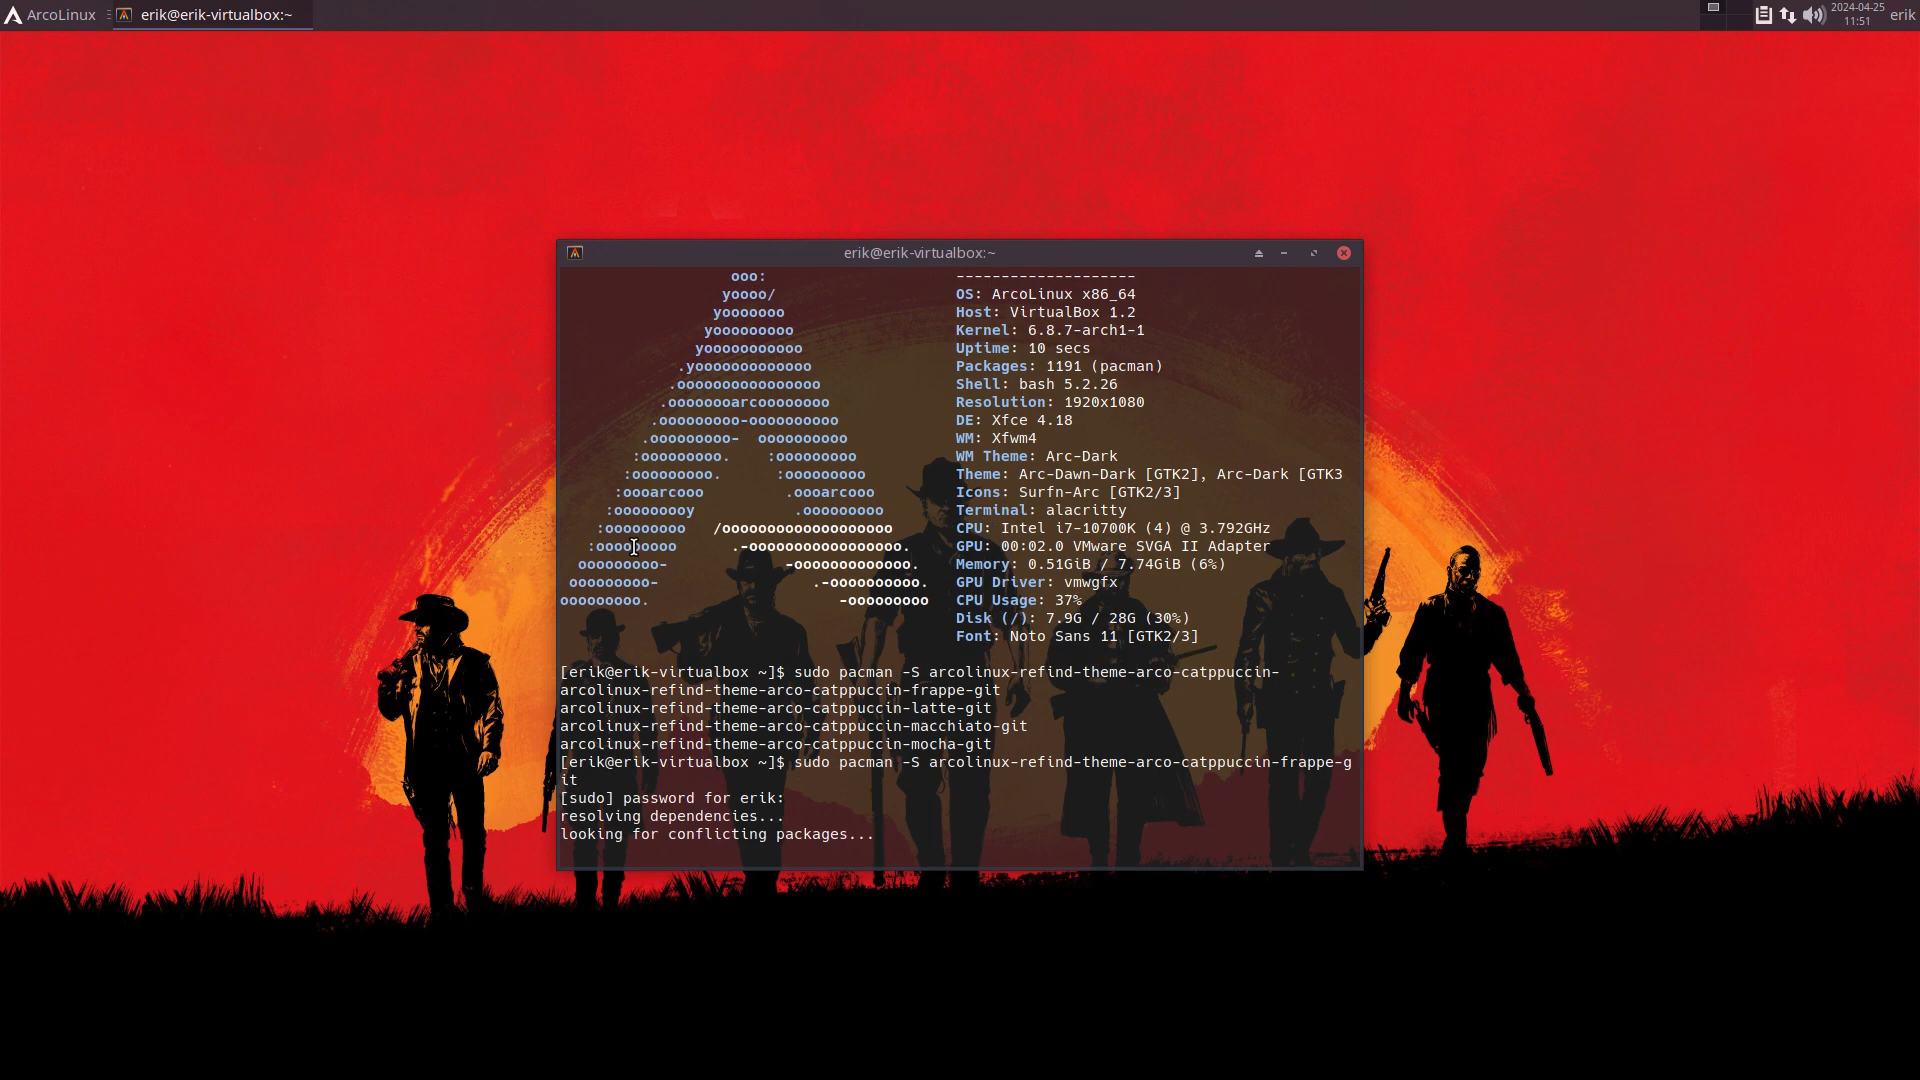 ArcoLinux erik@erik-virtualbox:~ 2024-04-25 erik
11:51
erik@erik-virtualbox:~
ooo: --------------------
yoooo/ OS: ArcoLinux x86_64
yooooooo Host: VirtualBox 1.2
yooooooooo Kernel: 6.8.7-arch1-1
yooooooooooo Uptime: 10 secs
.yooooooooooooo Packages: 1191 (pacman)
.oooooooooooooooo Shell: bash 5.2.26
.oooooooarcoooooooo Resolution: 1920x1080
.ooooooooo-oooooooooo DE: Xfce 4.18
.ooooooooo-  oooooooooo WM: Xfwm4
:ooooooooo.    :ooooooooo WM Theme: Arc-Dark
:ooooooooo.      :ooooooooo Theme: Arc-Dawn-Dark [GTK2], Arc-Dark [GTK3
:oooarcooo         .oooarcooo Icons: Surfn-Arc [GTK2/3]
:ooooooooy           .ooooooooo Terminal: alacritty
:ooooooooo   /ooooooooooooooooooo CPU: Intel i7-10700K (4) @ 3.792GHz
:ooooooooo      .-ooooooooooooooooo. GPU: 00:02.0 VMware SVGA II Adapter
ooooooooo-             -ooooooooooooo. Memory: 0.51GiB / 7.74GiB (6%)
ooooooooo-                 .-oooooooooo. GPU Driver: vmwgfx
ooooooooo.                     -ooooooooo CPU Usage: 37%
Disk (/): 7.9G / 28G (30%)
Font: Noto Sans 11 [GTK2/3]
[erik@erik-virtualbox ~]$ sudo pacman -S arcolinux-refind-theme-arco-catppuccin-
arcolinux-refind-theme-arco-catppuccin-frappe-git
arcolinux-refind-theme-arco-catppuccin-latte-git
arcolinux-refind-theme-arco-catppuccin-macchiato-git
arcolinux-refind-theme-arco-catppuccin-mocha-git
[erik@erik-virtualbox ~]$ sudo pacman -S arcolinux-refind-theme-arco-catppuccin-frappe-g
it
[sudo] password for erik:
resolving dependencies...
looking for conflicting packages...